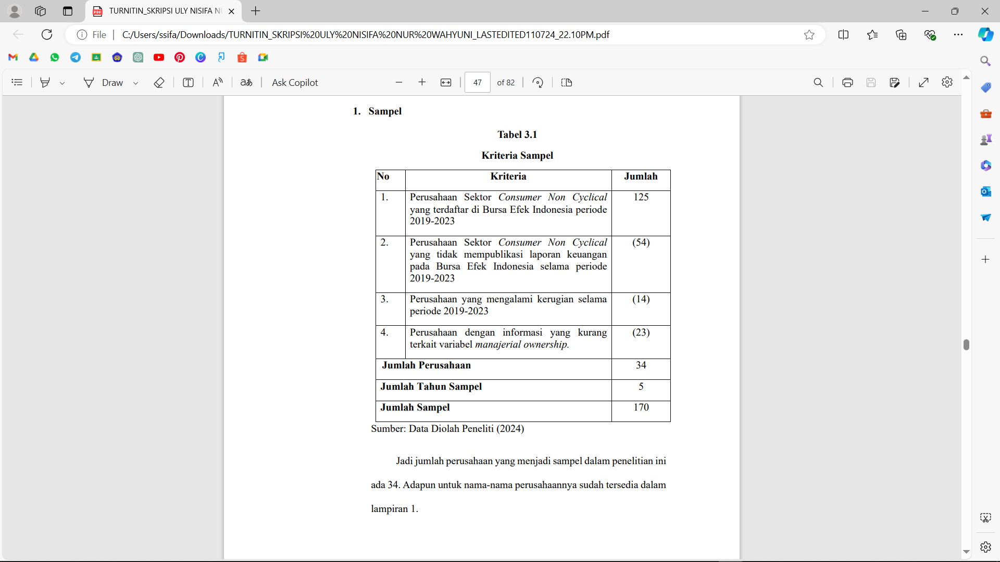 TURNITIN_SKRIPSI ULY NISIFA N
File
C:/Users/ssifa/Downloads/TURNITIN_SKRIPSI%20ULY%20NISIFA%20NUR%20WAHYUNI_LASTEDITED110724_22.10PM.pdf
Draw
Ask Copilot
47
of 82
1. Sampel
Tabel 3.1
Kriteria Sampel
No Kriteria Jumlah
1. Perusahaan Sektor Consumer Non Cyclical 125
yang terdaftar di Bursa Efek Indonesia periode
2019-2023
2. Perusahaan Sektor Consumer Non Cyclical (54)
yang tidak mempublikasi laporan keuangan
pada Bursa Efek Indonesia selama periode
2019-2023
3. Perusahaan yang mengalami kerugian selama (14)
periode 2019-2023
4. Perusahaan dengan informasi yang kurang (23)
terkait variabel manajerial ownership.
Jumlah Perusahaan 34
Jumlah Tahun Sampel 5
Jumlah Sampel 170
Sumber: Data Diolah Peneliti (2024)
Jadi jumlah perusahaan yang menjadi sampel dalam penelitian ini
ada 34. Adapun untuk nama-nama perusahaannya sudah tersedia dalam
lampiran 1.